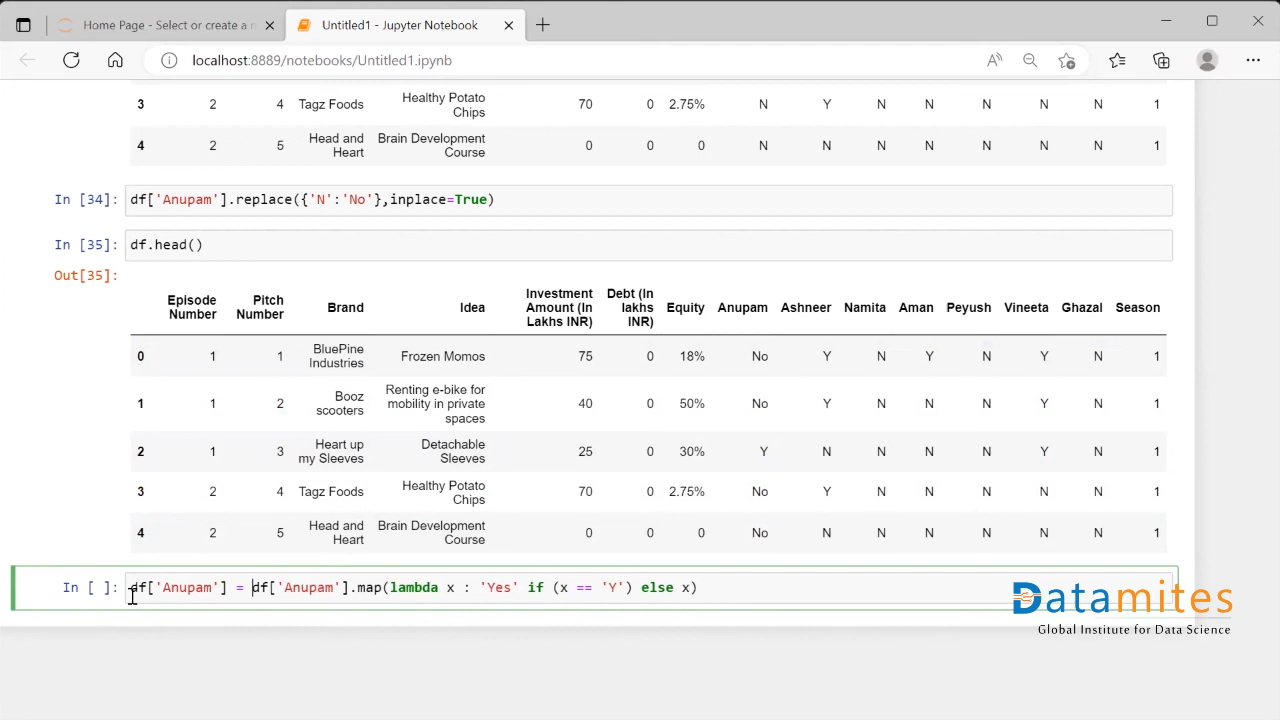 Home Page - Select or create a n
Untitled1 - Jupyter Notebook
localhost:8889/notebooks/Untitled1.ipynb
3 2 4 Tagz Foods Healthy Potato Chips 70 0 2.75% N Y N N N N N 1
4 2 5 Head and Heart Brain Development Course 0 0 0 N N N N N N N 1
In [34]: df['Anupam'].replace({'N':'No'},inplace=True)
In [35]: df.head()
Out[35]:
Episode Number Pitch Number Brand Idea Investment Amount (In Lakhs INR) Debt (In lakhs INR) Equity Anupam Ashneer Namita Aman Peyush Vineeta Ghazal Season
0 1 1 BluePine Industries Frozen Momos 75 0 18% No Y N Y N Y N 1
1 1 2 Booz scooters Renting e-bike for mobility in private spaces 40 0 50% No Y N N N Y N 1
2 1 3 Heart up my Sleeves Detachable Sleeves 25 0 30% Y N N N N Y N 1
3 2 4 Tagz Foods Healthy Potato Chips 70 0 2.75% No Y N N N N N 1
4 2 5 Head and Heart Brain Development Course 0 0 0 No N N N N N N 1
In [ ]: df['Anupam'] = df['Anupam'].map(lambda x : 'Yes' if (x == 'Y') else x)
Datamites
Global Institute for Data Science